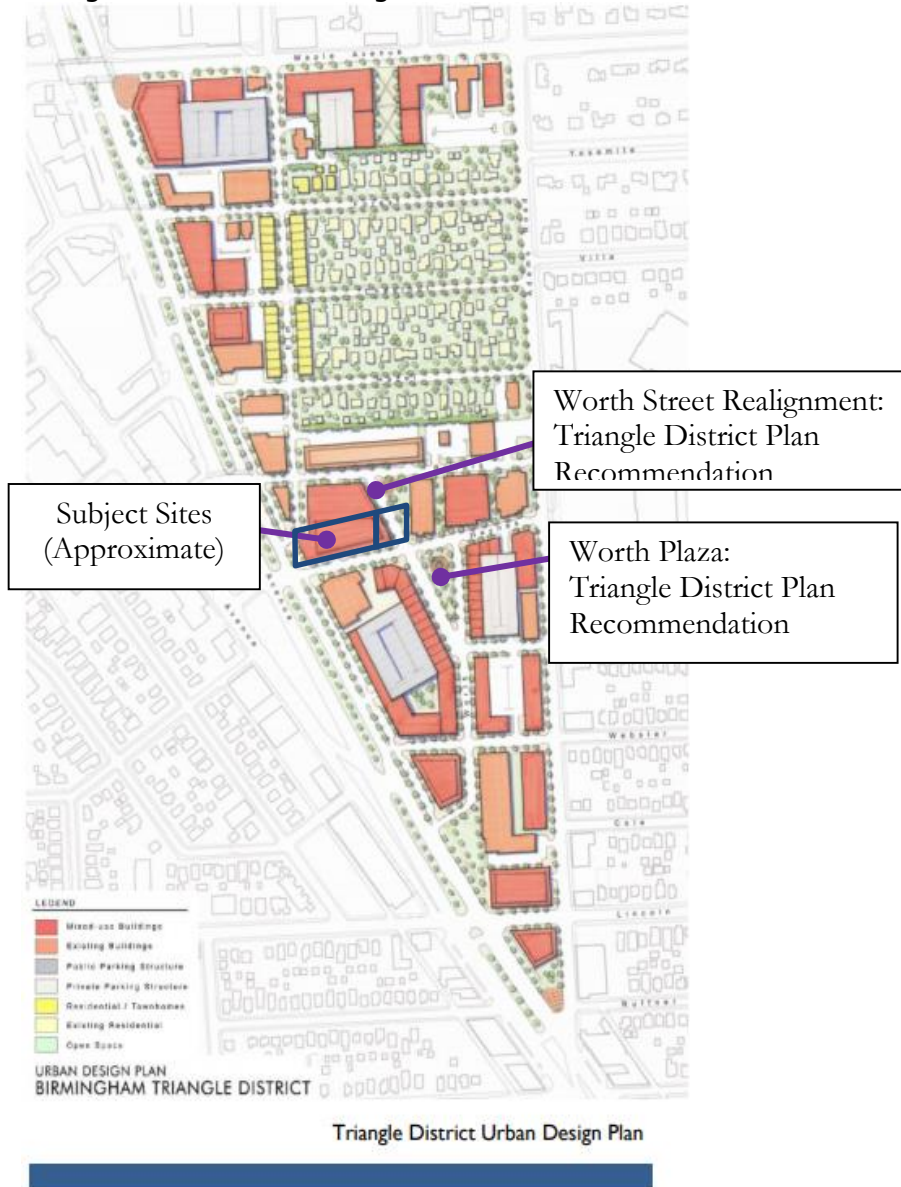 Maple Avenue
Yosemite
Villa
Worth Street Realignment:
Triangle District Plan
Recommendation
Subject Sites
(Approximate)
Worth Plaza:
Triangle District Plan
Recommendation
Webster
Cole
Lincoln
LEGEND
Mixed-use Buildings
Existing Buildings
Public Parking Structure
Private Parking Structure
Residential / Townhomes
Existing Residential
Open Space
Ruffner
URBAN DESIGN PLAN
BIRMINGHAM TRIANGLE DISTRICT
Triangle District Urban Design Plan